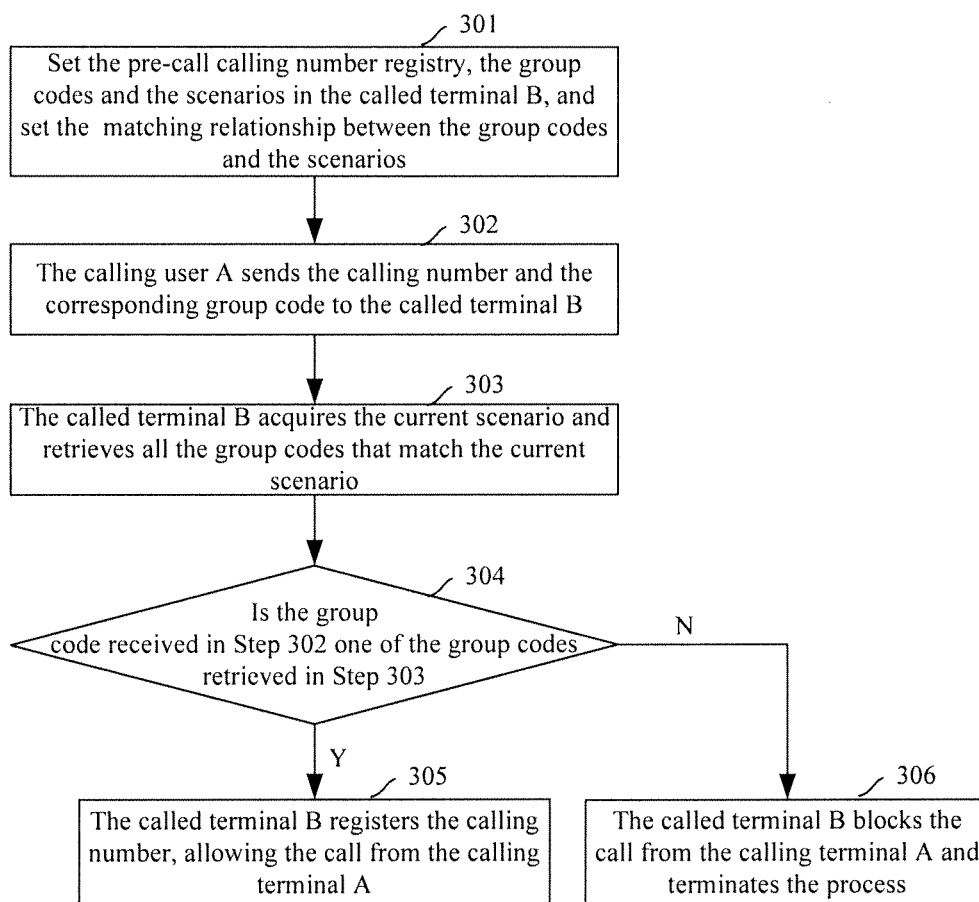 301
Set the pre-call calling number registry, the group
codes and the scenarios in the called terminal B, and
set the matching relationship between the group codes
and the scenarios
302
The calling user A sends the calling number and the
corresponding group code to the called terminal B
303
The called terminal B acquires the current scenario and
retrieves all the group codes that match the current
scenario
304
Is the group
code received in Step 302 one of the group codes
retrieved in Step 303
N
Y
305
The called terminal B registers the calling
number, allowing the call from the calling
terminal A
306
The called terminal B blocks the
call from the calling terminal A and
terminates the process